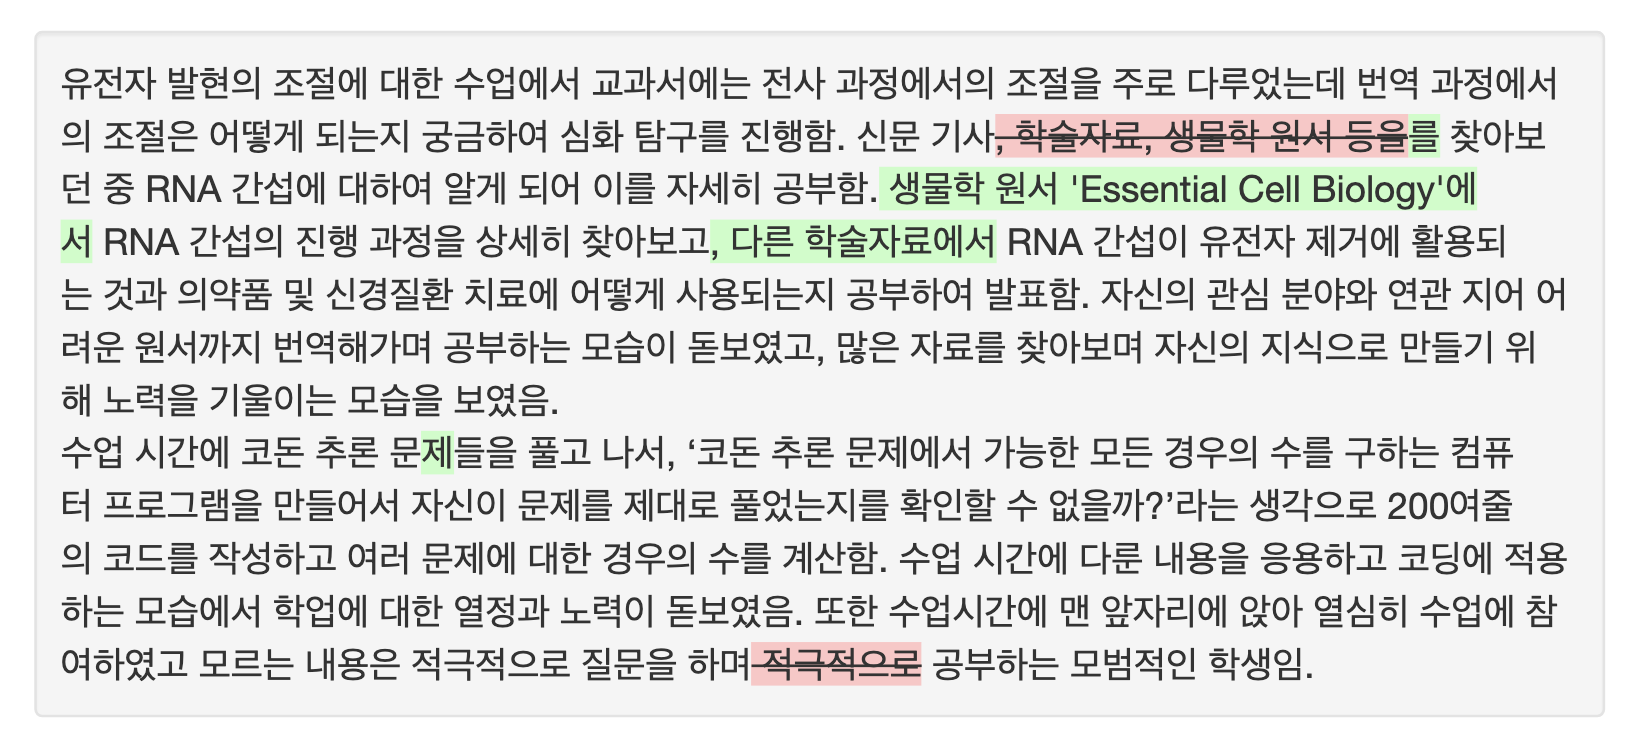 유전자 발현의 조절에 대한 수업에서 교과서에는 전사 과정에서의 조절을 주로 다루었는데 번역 과정에서
의 조절은 어떻게 되는지 궁금하여 심화 탐구를 진행함. 신문 기사, 학술자료, 생물학 원서 등을를 찾아보
던 중 RNA 간섭에 대하여 알게 되어 이를 자세히 공부함. 생물학 원서 'Essential Cell Biology'에
서 RNA 간섭의 진행 과정을 상세히 찾아보고, 다른 학술자료에서 RNA 간섭이 유전자 제거에 활용되
는 것과 의약품 및 신경질환 치료에 어떻게 사용되는지 공부하여 발표함. 자신의 관심 분야와 연관 지어 어
려운 원서까지 번역해가며 공부하는 모습이 돋보였고, 많은 자료를 찾아보며 자신의 지식으로 만들기 위
해 노력을 기울이는 모습을 보였음.
수업 시간에 코돈 추론 문제들을 풀고 나서, ‘코돈 추론 문제에서 가능한 모든 경우의 수를 구하는 컴퓨
터 프로그램을 만들어서 자신이 문제를 제대로 풀었는지를 확인할 수 없을까?’라는 생각으로 200여줄
의 코드를 작성하고 여러 문제에 대한 경우의 수를 계산함. 수업 시간에 다룬 내용을 응용하고 코딩에 적용
하는 모습에서 학업에 대한 열정과 노력이 돋보였음. 또한 수업시간에 맨 앞자리에 앉아 열심히 수업에 참
여하였고 모르는 내용은 적극적으로 질문을 하며 적극적으로 공부하는 모범적인 학생임.